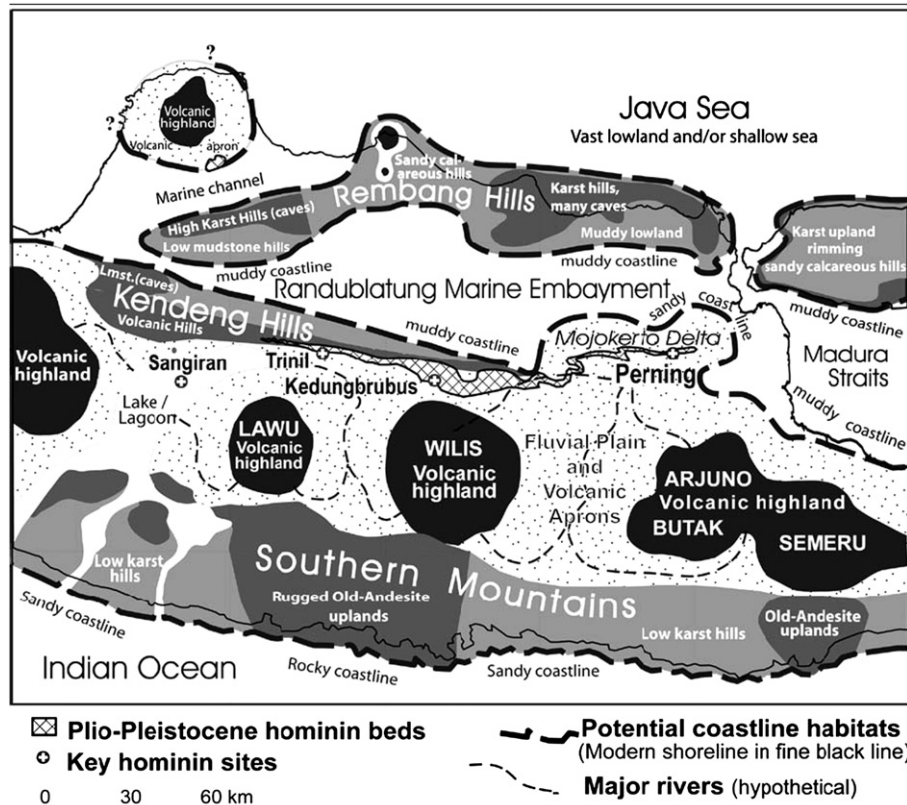 ?
?
Volcanic
highland
Volcanic apron
Marine channel
Java Sea
Vast lowland and/or shallow sea
Sandy cal-
areous hills
Rembang Hills
Karst hills,
many caves
High Karst Hills (caves)
Low mudstone hills
Muddy lowland
Karst upland
rimming
sandy calcareous hills
muddy coastline
muddy coastline
muddy coastline
Randublatung Marine Embayment
Lmst.(caves)
Kendeng Hills
Volcanic Hills
muddy coastline
sandy coast line
Mojokerto Delta
Madura
Straits
muddy coastline
Volcanic
highland
Sangiran
Trinil
Kedungbrubus
Perning
Lake /
Lagoon
LAWU
Volcanic
highland
WILIS
Volcanic
highland
Fluvial Plain
and
Volcanic
Aprons
ARJUNO
Volcanic highland
BUTAK
SEMERU
Low karst
hills
Southern Mountains
Rugged Old-Andesite
uplands
Low karst hills
Old-Andesite
uplands
Sandy coastline
Rocky coastline
Sandy coastline
Indian Ocean
Plio-Pleistocene hominin beds
Key hominin sites
0 30 60 km
Potential coastline habitats
(Modern shoreline in fine black line)
Major rivers (hypothetical)